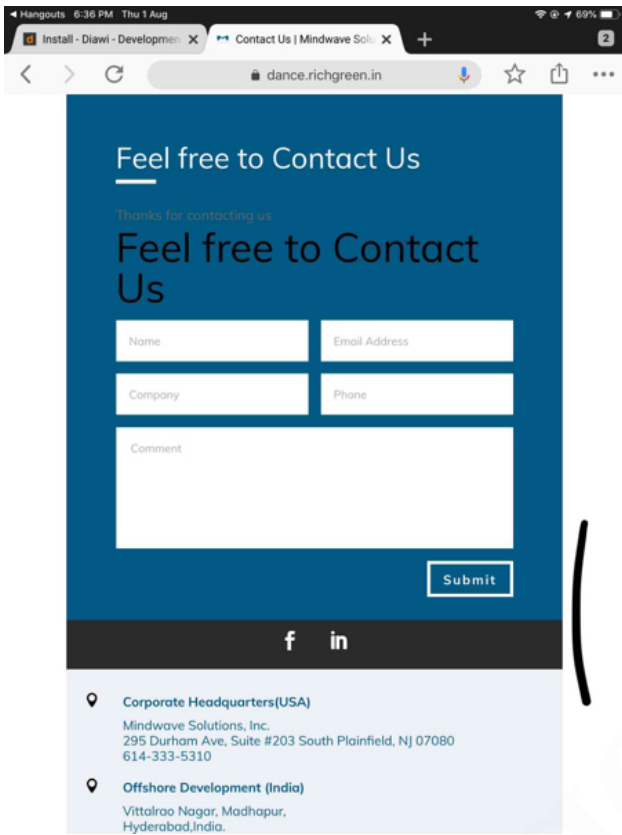 Hangouts 6:36 PM Thu 1 Aug 69%
Install - Diawi - Developmen
Contact Us | Mindwave Solu
2
dance.richgreen.in
Feel free to Contact Us
Thanks for contacting us
Feel free to Contact
Us
Name
Email Address
Company
Phone
Comment
Submit
f in
Corporate Headquarters(USA)
Mindwave Solutions, Inc.
295 Durham Ave, Suite #203 South Plainfield, NJ 07080
614-333-5310
Offshore Development (India)
Vittalrao Nagar, Madhapur,
Hyderabad,India.